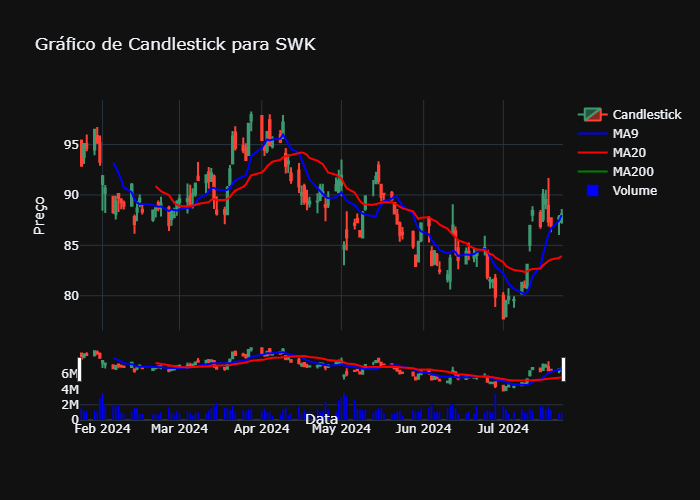 Gráfico de Candlestick para SWK
Candlestick
MA9
MA20
MA200
Volume
Preço
95
90
85
80
6M
4M
2M
0
Feb 2024
Mar 2024
Apr 2024
May 2024
Jun 2024
Jul 2024
Data